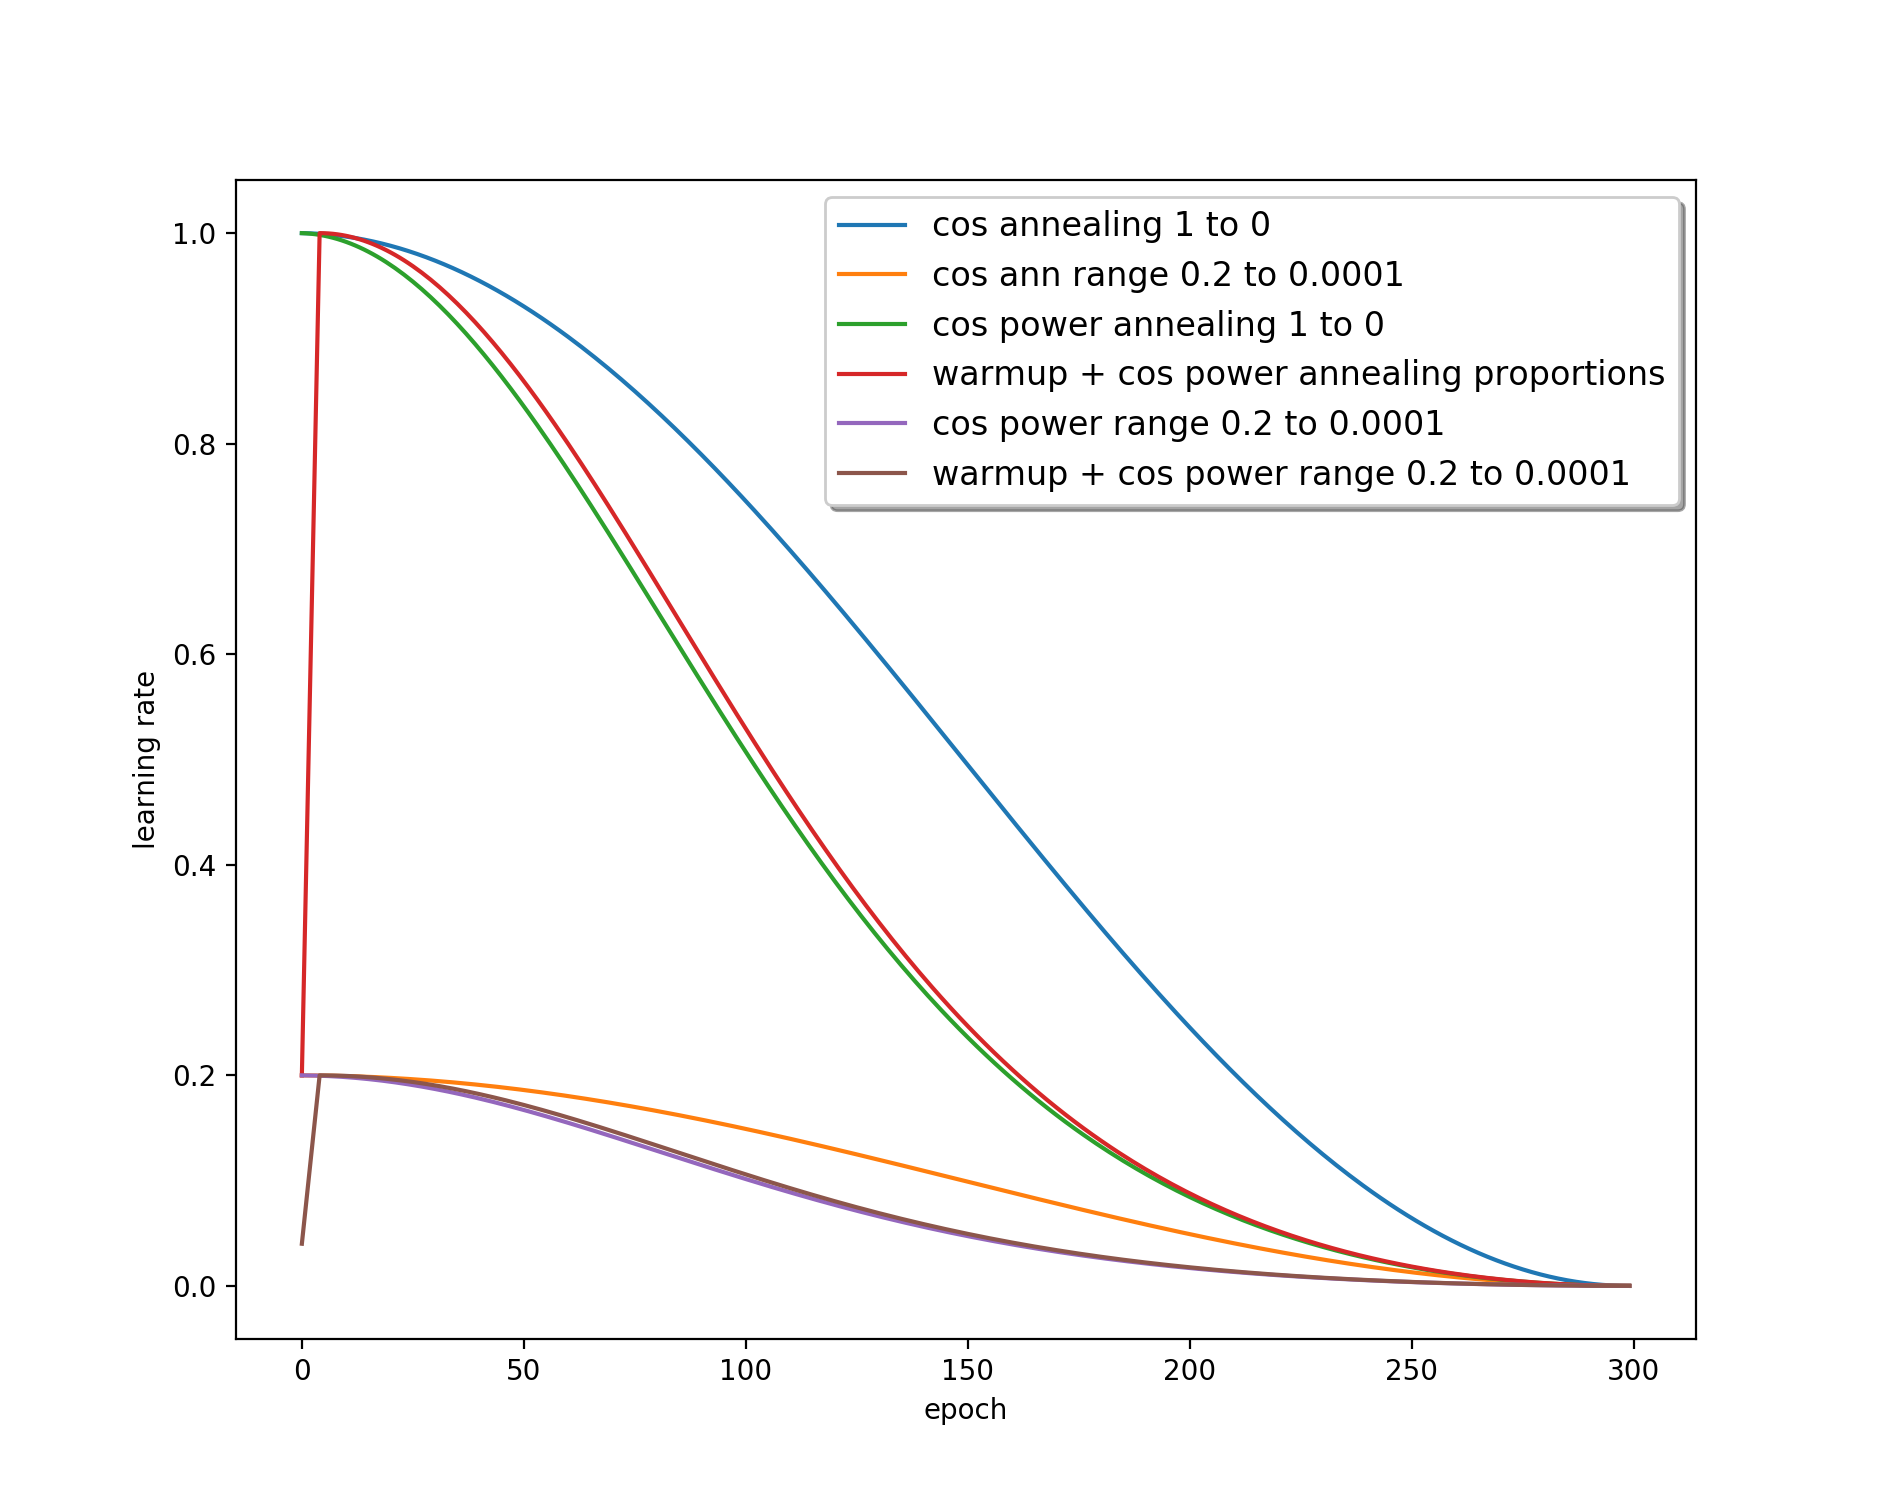 cos annealing 1 to 0
cos ann range 0.2 to 0.0001
cos power annealing 1 to 0
warmup + cos power annealing proportions
cos power range 0.2 to 0.0001
warmup + cos power range 0.2 to 0.0001
1.0
0.8
0.6
0.4
0.2
0.0
learning rate
0 50 100 150 200 250 300
epoch